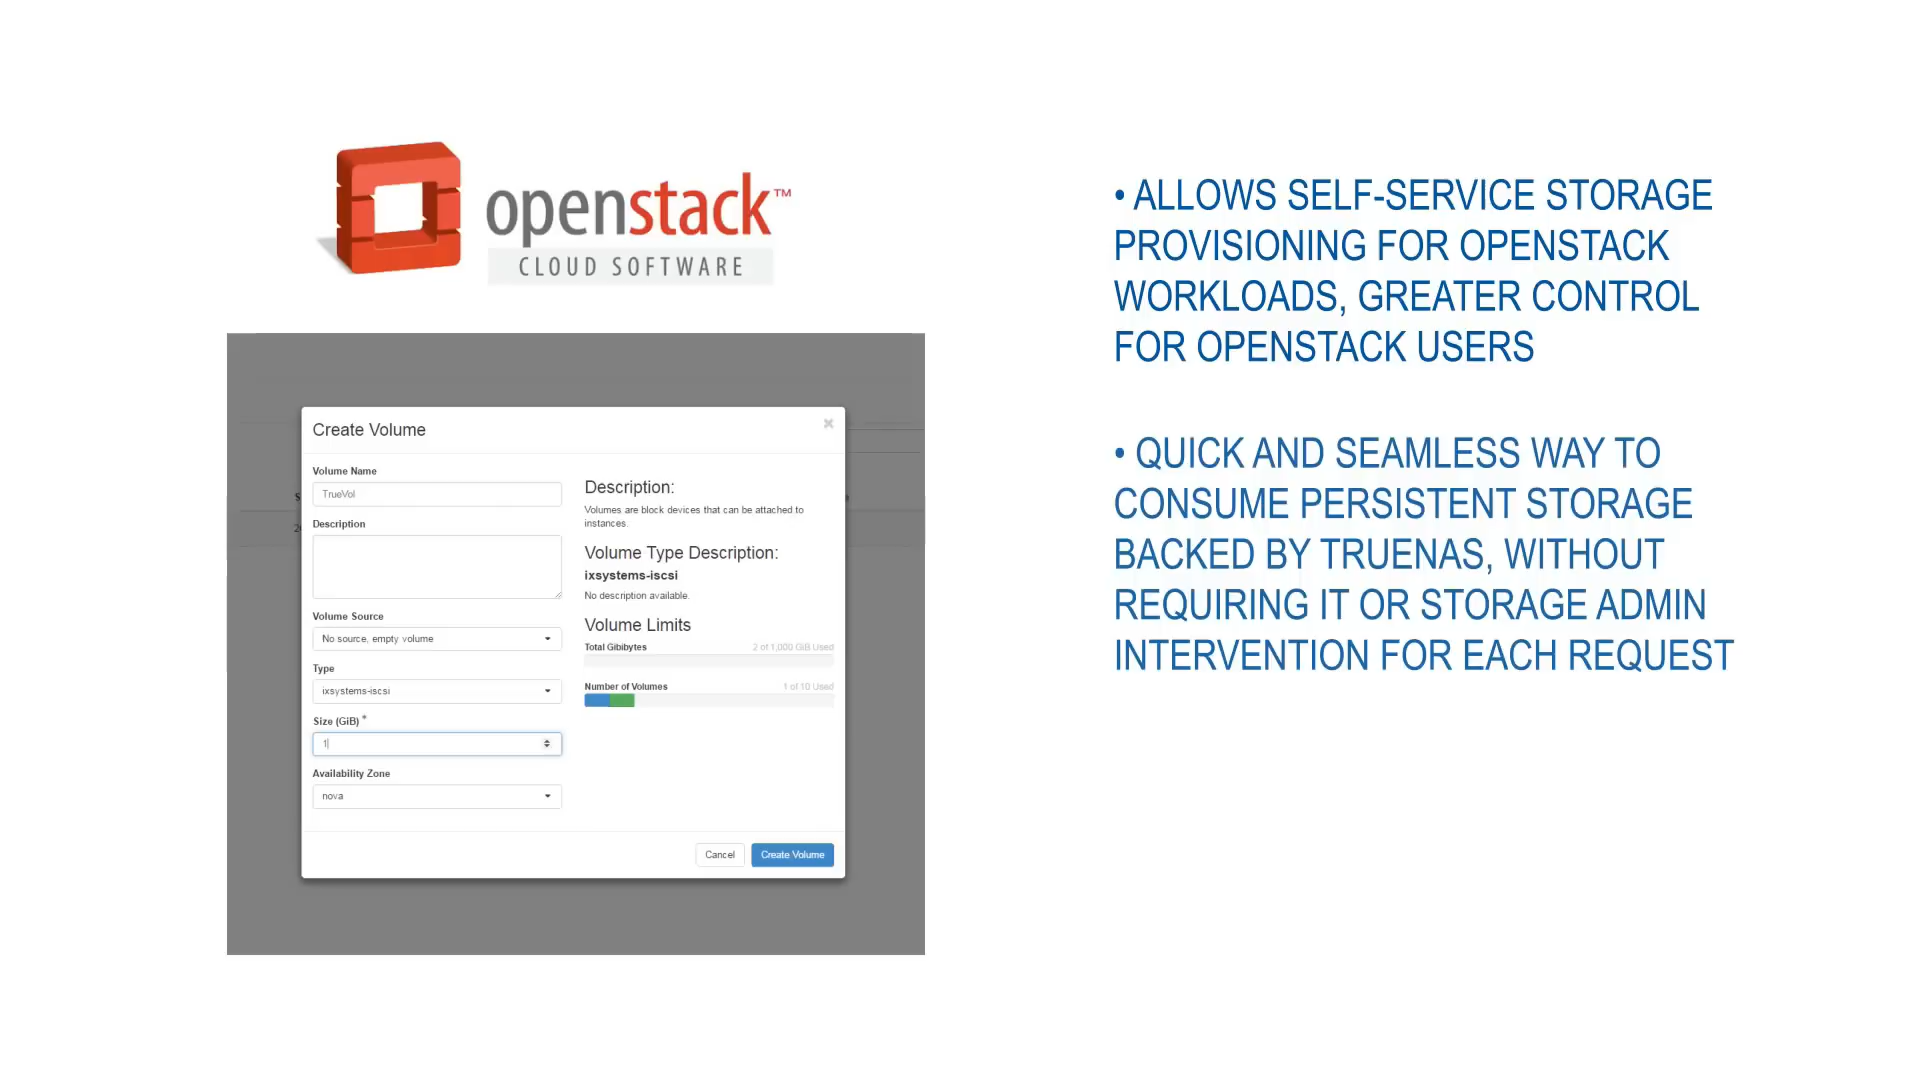 openstack™
CLOUD SOFTWARE
Create Volume
Volume Name
TrueVol
Description
Volume Source
No source, empty volume
Type
ixsystems-iscsi
Size (GiB) *
1
Availability Zone
nova
Description:
Volumes are block devices that can be attached to
instances.
Volume Type Description:
ixsystems-iscsi
No description available.
Volume Limits
Total Gibibytes 2 of 1,000 GiB Used
Number of Volumes 1 of 10 Used
Cancel Create Volume
• ALLOWS SELF-SERVICE STORAGE
PROVISIONING FOR OPENSTACK
WORKLOADS, GREATER CONTROL
FOR OPENSTACK USERS
• QUICK AND SEAMLESS WAY TO
CONSUME PERSISTENT STORAGE
BACKED BY TRUENAS, WITHOUT
REQUIRING IT OR STORAGE ADMIN
INTERVENTION FOR EACH REQUEST